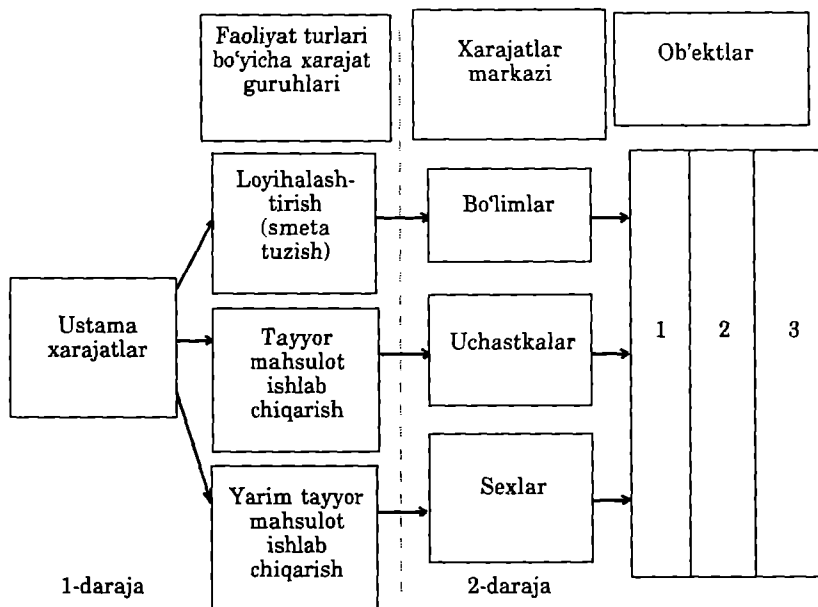 Faoliyat turlari
bo‘yicha xarajat
guruhlari
Xarajatlar
markazi
Ob’ektlar
Loyihalash-
tirish
(smeta
tuzish)
Bo‘limlar
Ustama
xarajatlar
Tayyor
mahsulot
ishlab
chiqarish
Uchastkalar
1
2
3
Yarim tayyor
mahsulot
ishlab
chiqarish
Sexlar
1-daraja
2-daraja